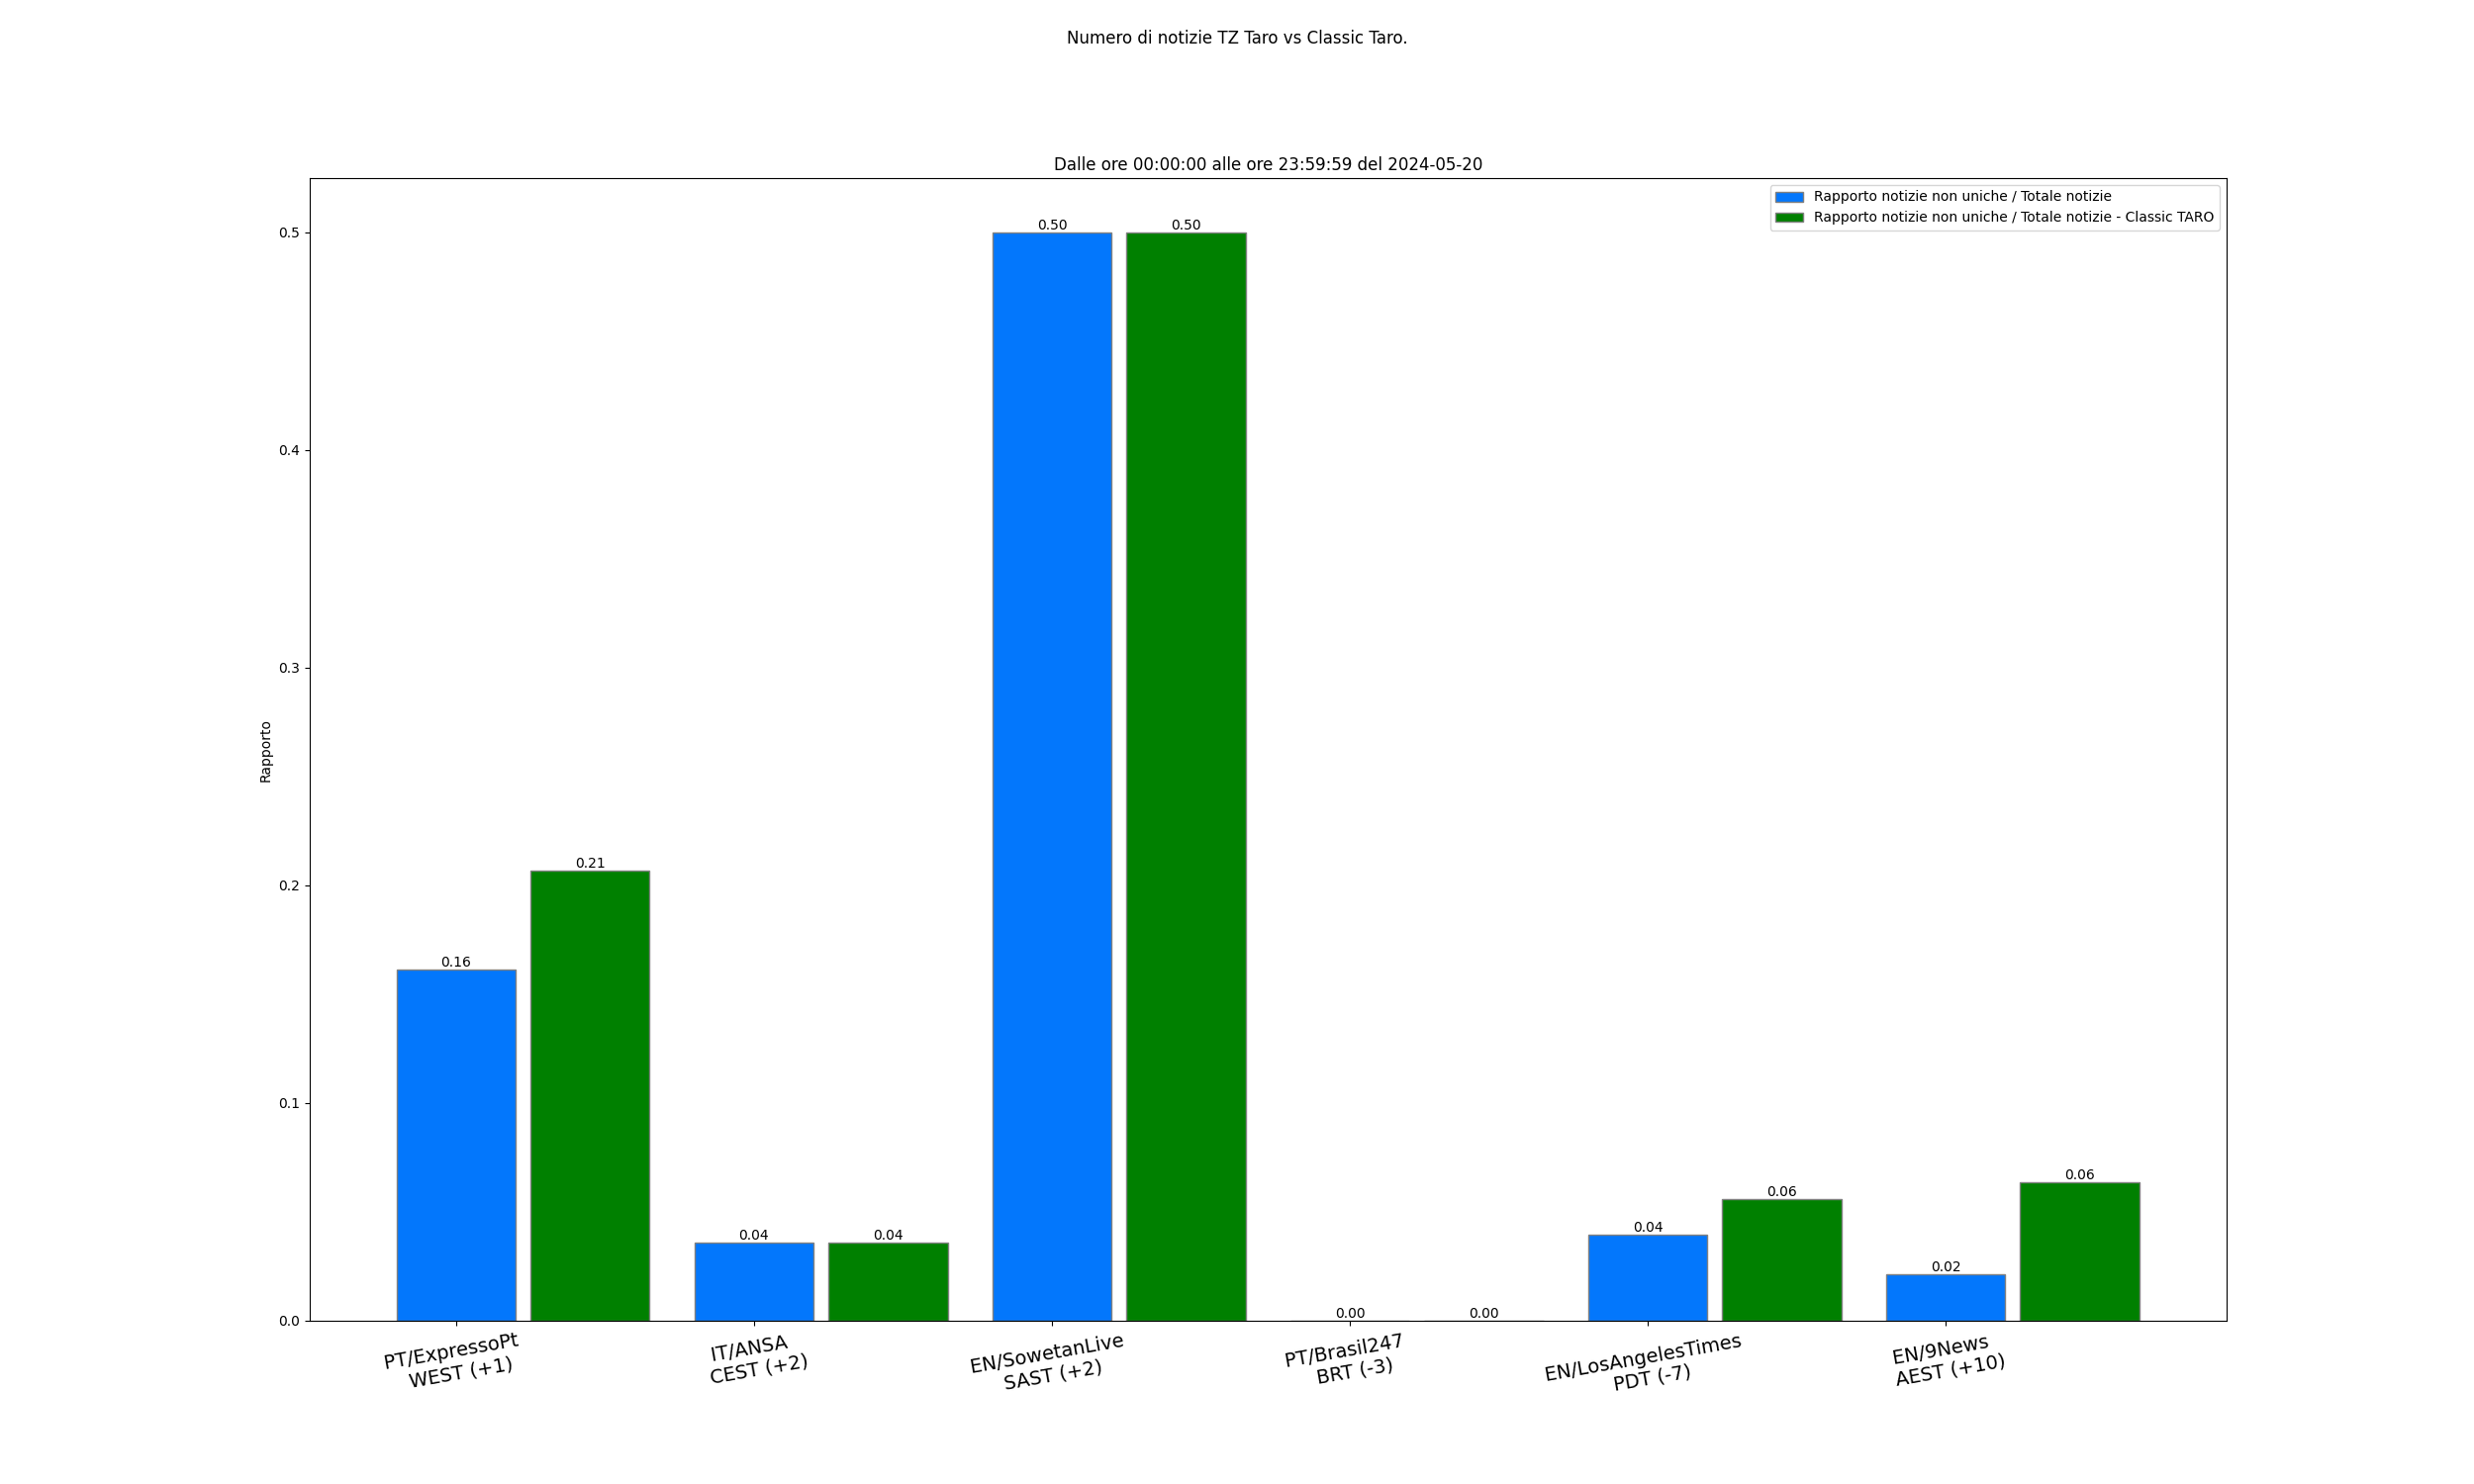 Numero di notizie TZ Taro vs Classic Taro.
Dalle ore 00:00:00 alle ore 23:59:59 del 2024-05-20
Rapporto notizie non uniche / Totale notizie
Rapporto notizie non uniche / Totale notizie - Classic TARO
Rapporto
0.5
0.4
0.3
0.2
0.1
0.0
0.16
0.21
0.04
0.04
0.50
0.50
0.00
0.00
0.04
0.06
0.02
0.06
PT/ExpressoPt
WEST (+1)
IT/ANSA
CEST (+2)
EN/SowetanLive
SAST (+2)
PT/Brasil247
BRT (-3)
EN/LosAngelesTimes
PDT (-7)
EN/9News
AEST (+10)